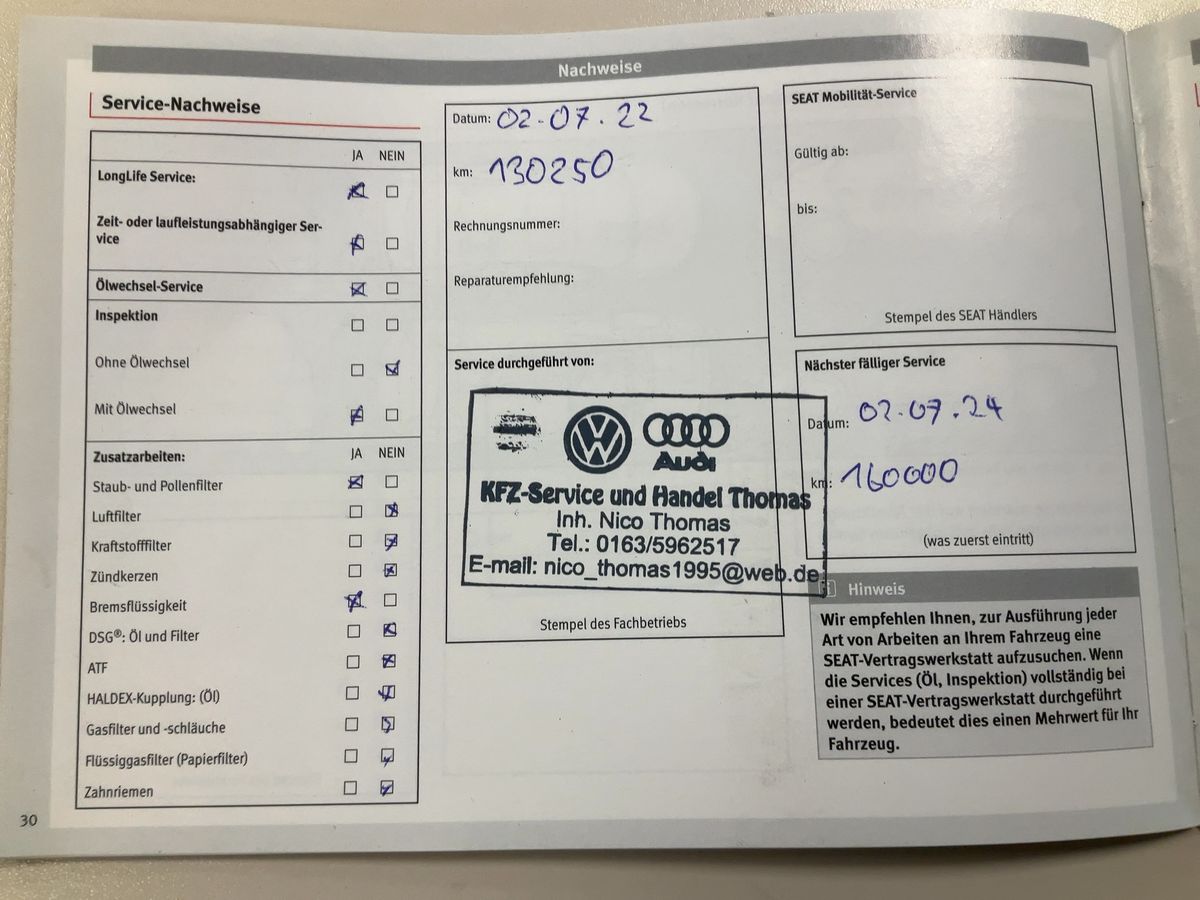 Nachweise
Service-Nachweise
JA NEIN
LongLife Service:
Zeit- oder laufleistungsabhängiger Ser-
vice
Ölwechsel-Service
Inspektion
Ohne Ölwechsel
Mit Ölwechsel
Zusatzarbeiten: JA NEIN
Staub- und Pollenfilter
Luftfilter
Kraftstofffilter
Zündkerzen
Bremsflüssigkeit
DSG®: Öl und Filter
ATF
HALDEX-Kupplung: (Öl)
Gasfilter und -schläuche
Flüssiggasfilter (Papierfilter)
Zahnriemen
30
Datum: 02.07.22
km: 130250
Rechnungsnummer:
Reparaturempfehlung:
Service durchgeführt von:
Audi
KFZ-Service und Handel Thomas
Inh. Nico Thomas
Tel.: 0163/5962517
E-mail: nico_thomas1995@web.de
Stempel des Fachbetriebs
SEAT Mobilität-Service
Gültig ab:
bis:
Stempel des SEAT Händlers
Nächster fälliger Service
Datum: 02.07.24
km: 160000
(was zuerst eintritt)
Hinweis
Wir empfehlen Ihnen, zur Ausführung jeder
Art von Arbeiten an Ihrem Fahrzeug eine
SEAT-Vertragswerkstatt aufzusuchen. Wenn
die Services (Öl, Inspektion) vollständig bei
einer SEAT-Vertragswerkstatt durchgeführt
werden, bedeutet dies einen Mehrwert für Ihr
Fahrzeug.